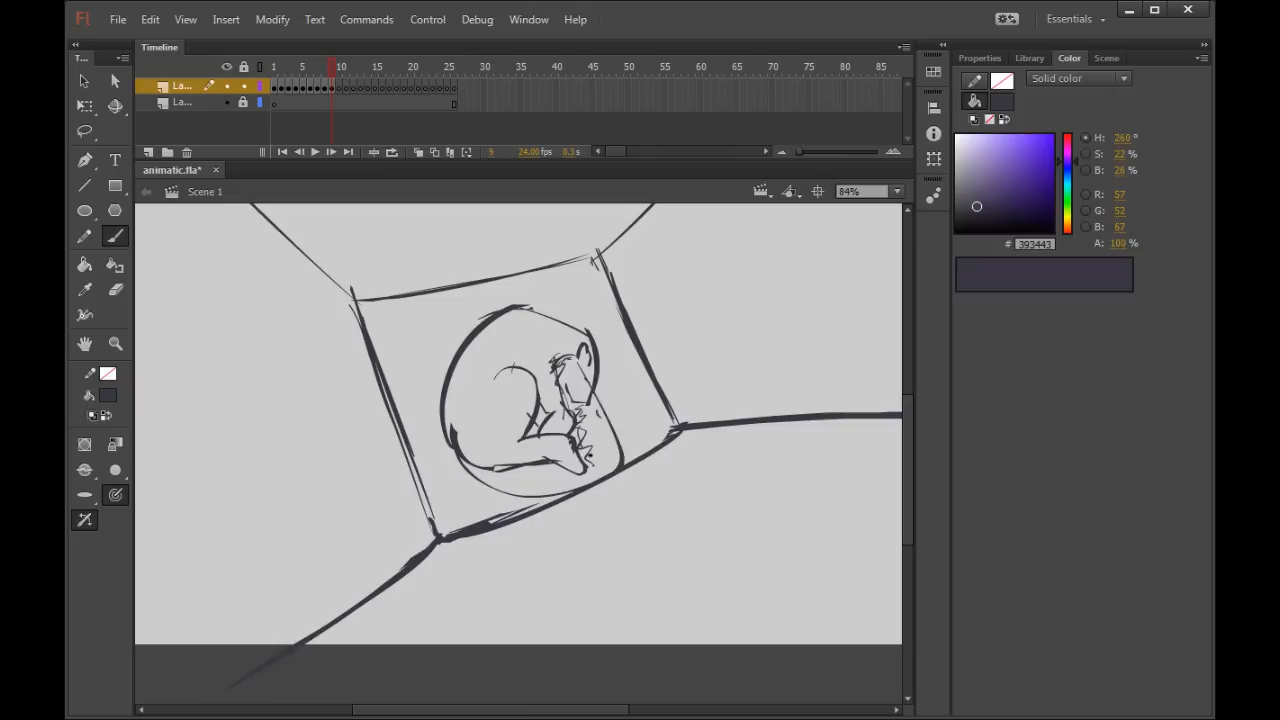 Fl File Edit View Insert Modify Text Commands Control Debug Window Help Essentials
T... Timeline Properties Library Color Scene
1 5 10 15 20 25 30 35 40 45 50 55 60 65 70 75 80 85
Solid color
La...
La...
H: 260 °
S: 22 %
B: 26 %
9 24.00 fps 0.3 s
animatic.fla*
Scene 1 84%
R: 57
G: 52
B: 67
# 393443 A: 100 %